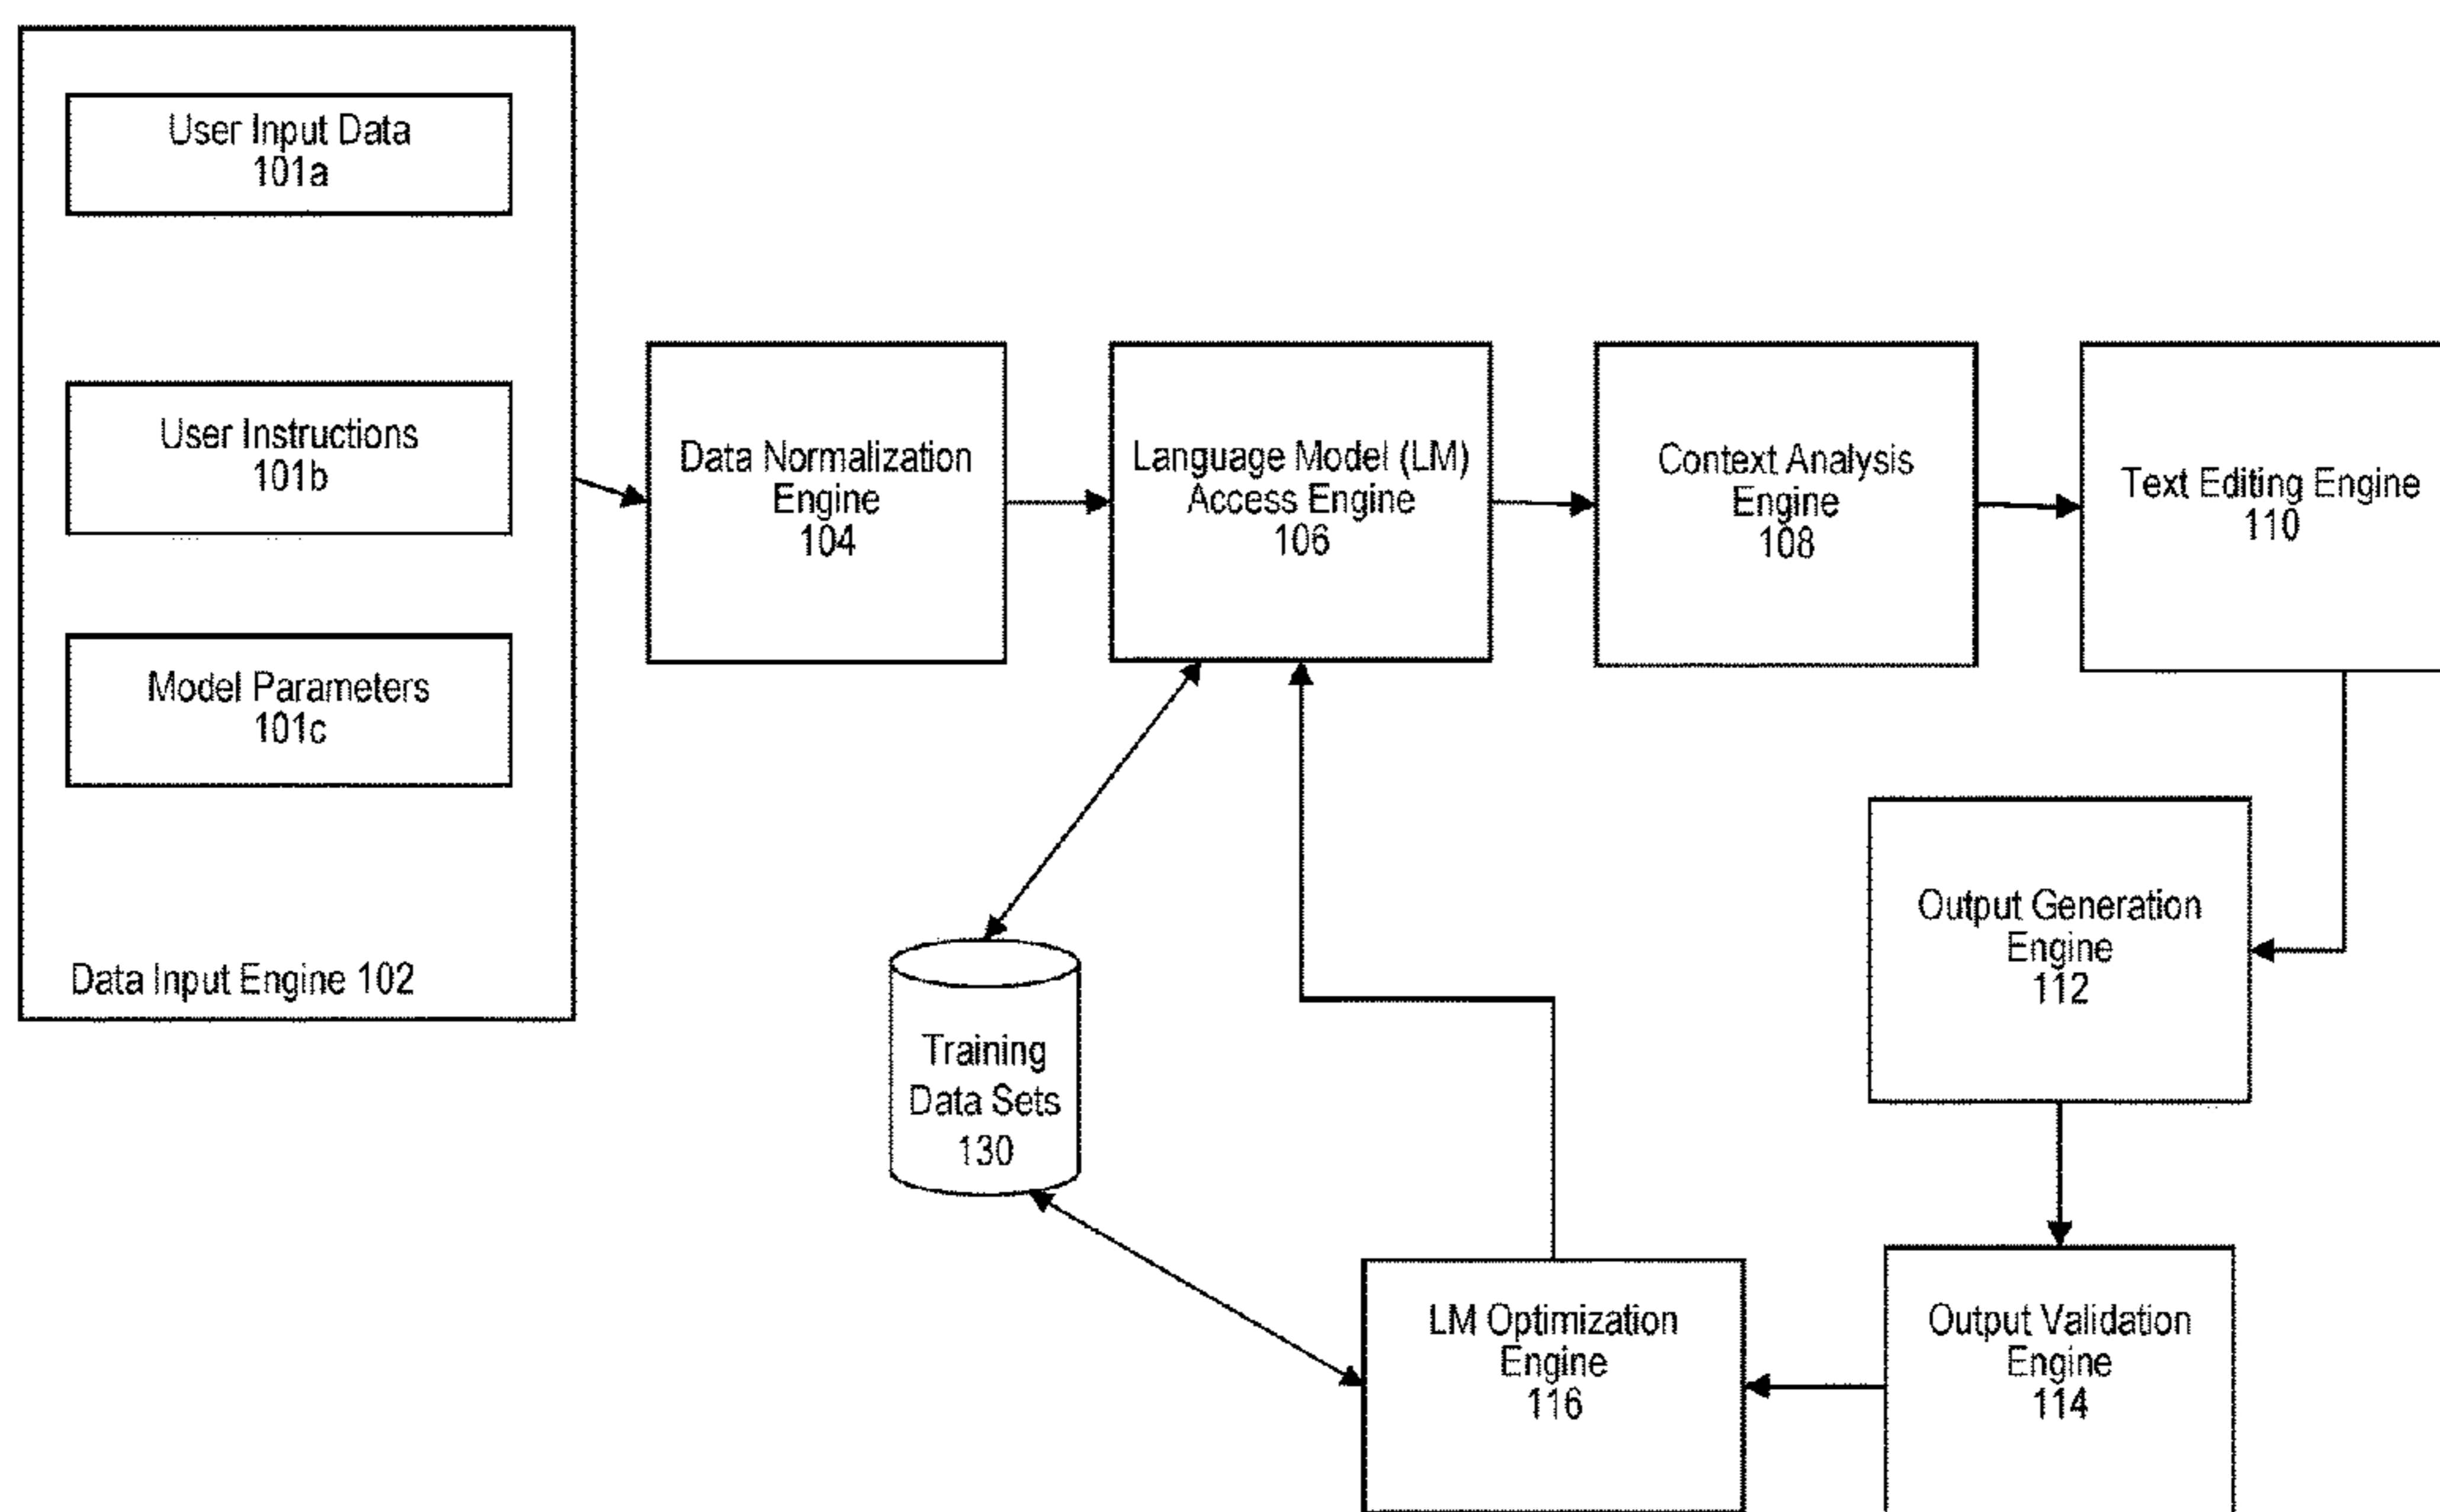 User Input Data
101a
User Instructions
101b
Model Parameters
101c
Data Input Engine 102
Data Normalization
Engine
104
Language Model (LM)
Access Engine
106
Context Analysis
Engine
108
Text Editing Engine
110
Output Generation
Engine
112
Training
Data Sets
130
LM Optimization
Engine
116
Output Validation
Engine
114